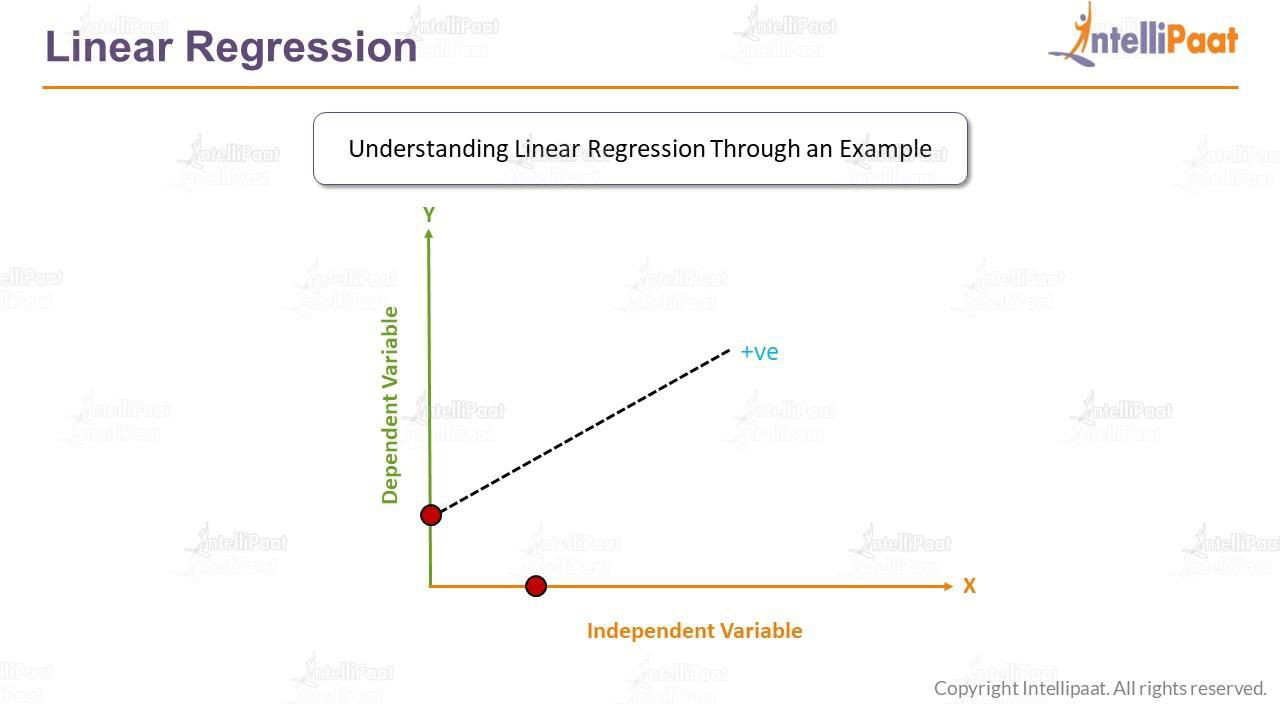 Linear Regression
IntelliPaat
Understanding Linear Regression Through an Example
Y
Dependent Variable
+ve
X
Independent Variable
Copyright Intellipaat. All rights reserved.